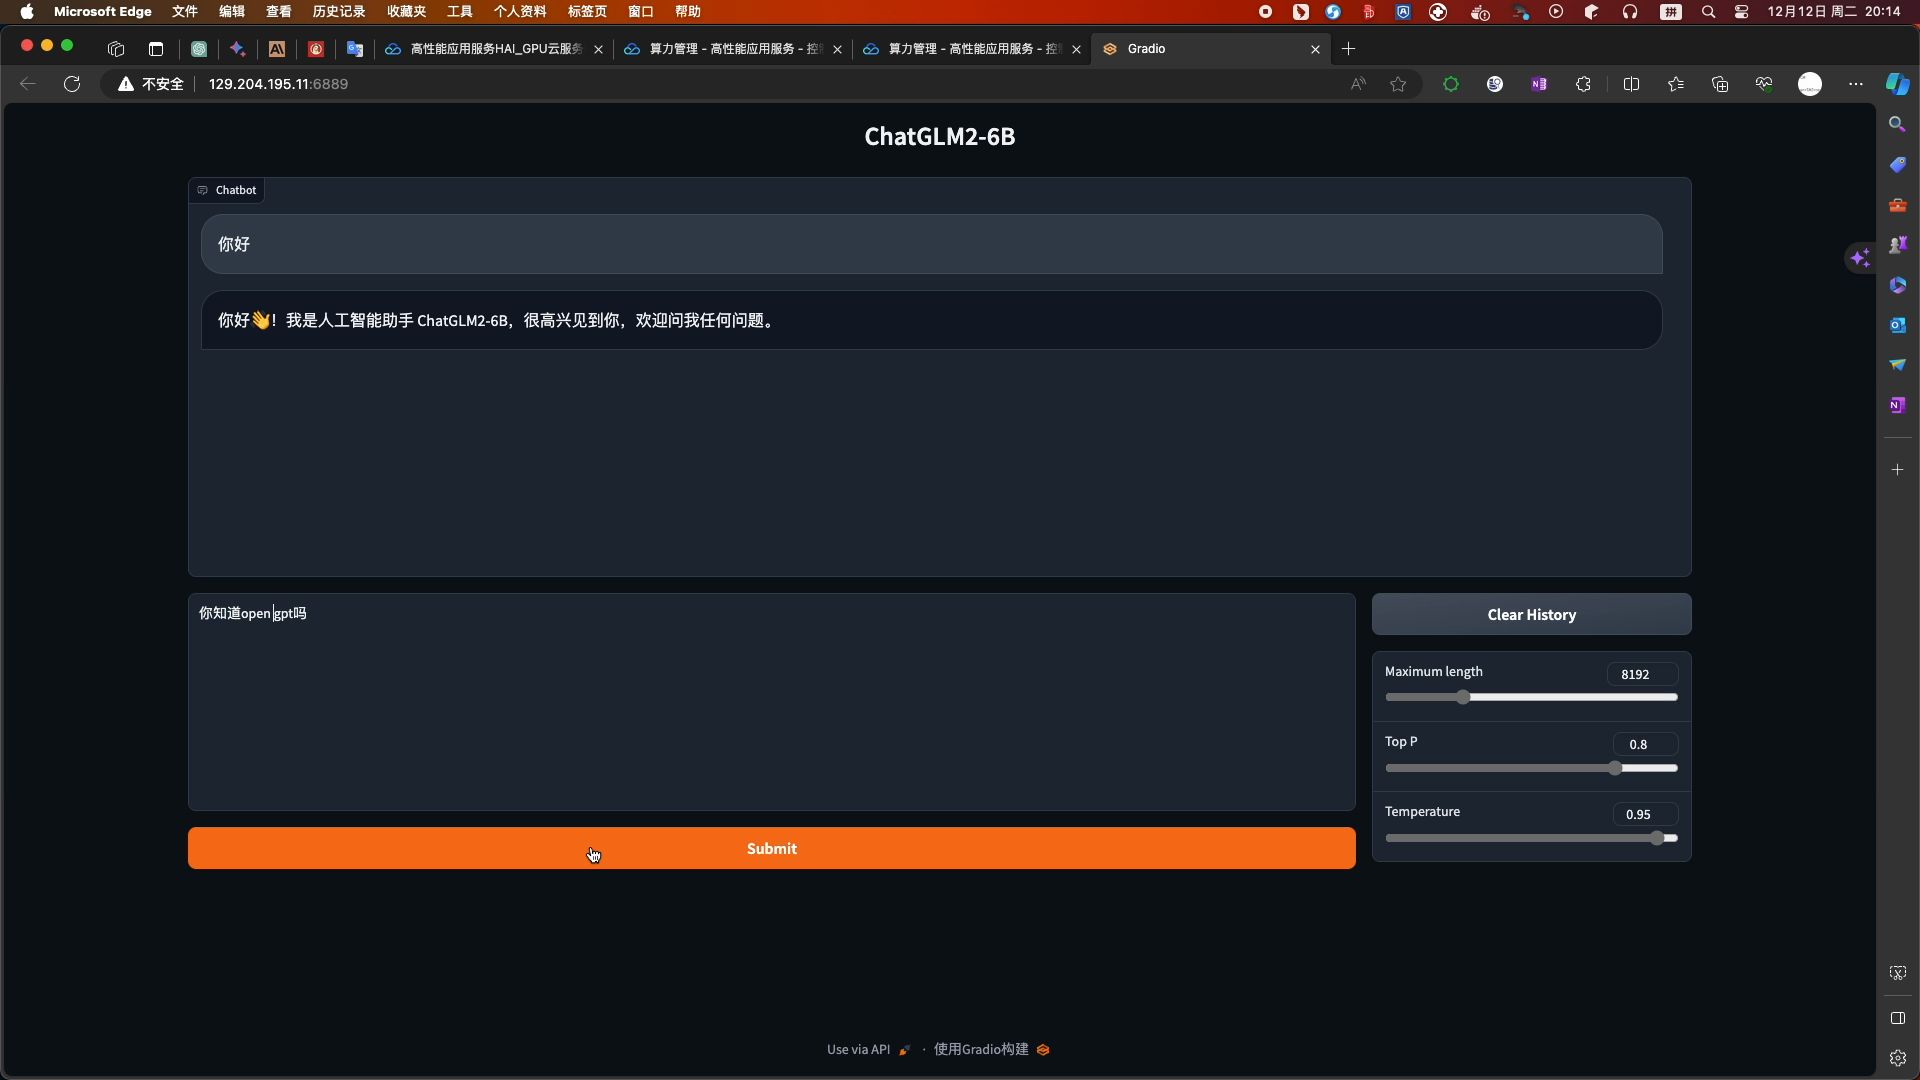 Microsoft Edge 文件 编辑 查看 历史记录 收藏夹 工具 个人资料 标签页 窗口 帮助 拼 12月12日 周二 20:14
高性能应用服务HAI_GPU云服务 算力管理 - 高性能应用服务 - 控 算力管理 - 高性能应用服务 - 控 Gradio
不安全 129.204.195.11:6889
ChatGLM2-6B
Chatbot
你好
你好👋！我是人工智能助手 ChatGLM2-6B，很高兴见到你，欢迎问我任何问题。
你知道open gpt吗
Clear History
Maximum length 8192
Top P 0.8
Temperature 0.95
Submit
Use via API 🚀 · 使用Gradio构建